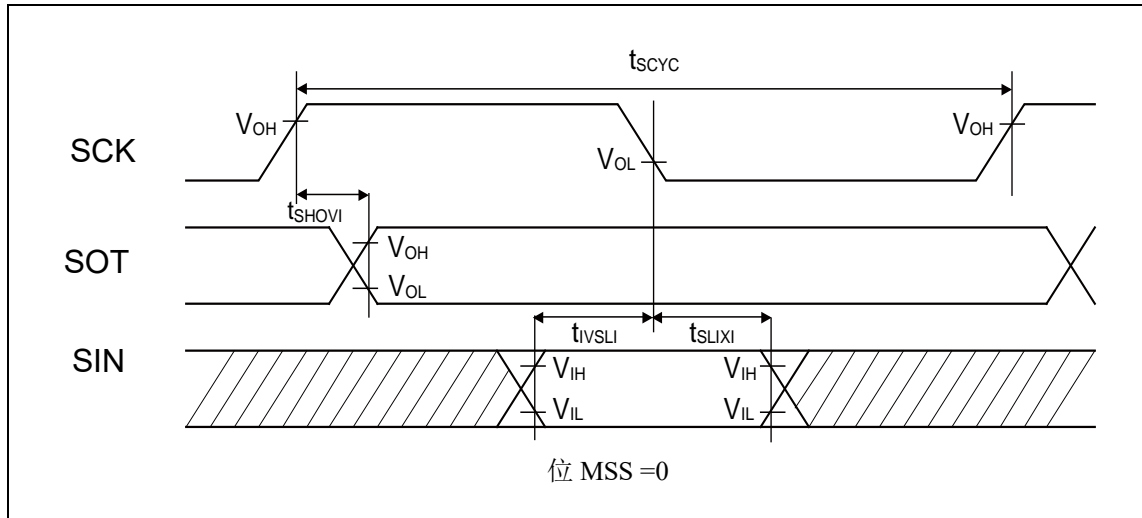 tSCYC
SCK
VOH
VOL
VOH
tSHOVI
SOT
VOH
VOL
tIVSLI
tSLIXI
SIN
VIH
VIH
VIL
VIL
位 MSS =0